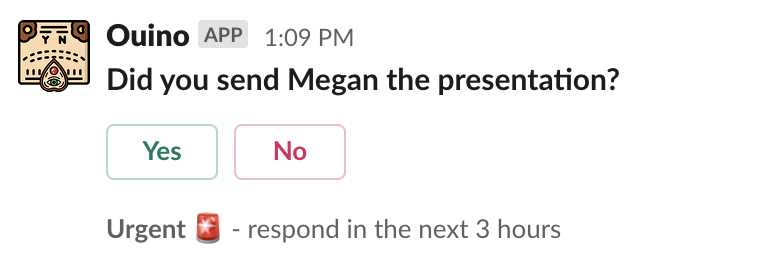 Y N
Ouino APP 1:09 PM
Did you send Megan the presentation?
Yes No
Urgent 🚨 - respond in the next 3 hours